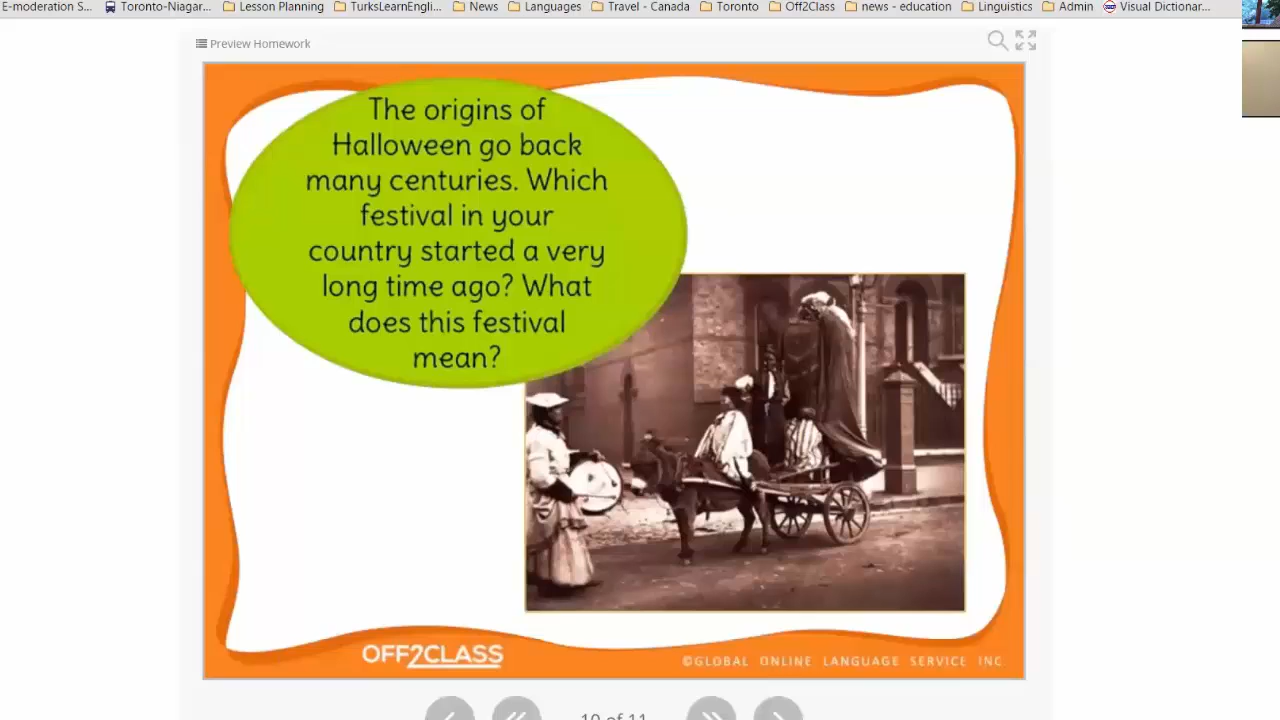 E-moderation S... Toronto-Niagar... Lesson Planning TurksLearnEngli... News Languages Travel - Canada Toronto Off2Class news - education Linguistics Admin Visual Dictionar...
Preview Homework
The origins of
Halloween go back
many centuries. Which
festival in your
country started a very
long time ago? What
does this festival
mean?
OFF2CLASS
©GLOBAL ONLINE LANGUAGE SERVICE INC
10 of 11